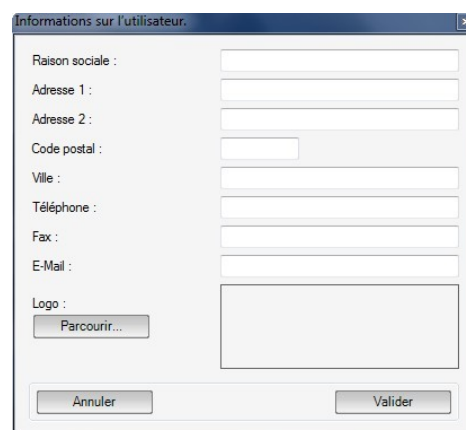 Informations sur l'utilisateur.
Raison sociale :
Adresse 1 :
Adresse 2 :
Code postal :
Ville :
Téléphone :
Fax :
E-Mail :
Logo :
Parcourir...
Annuler
Valider